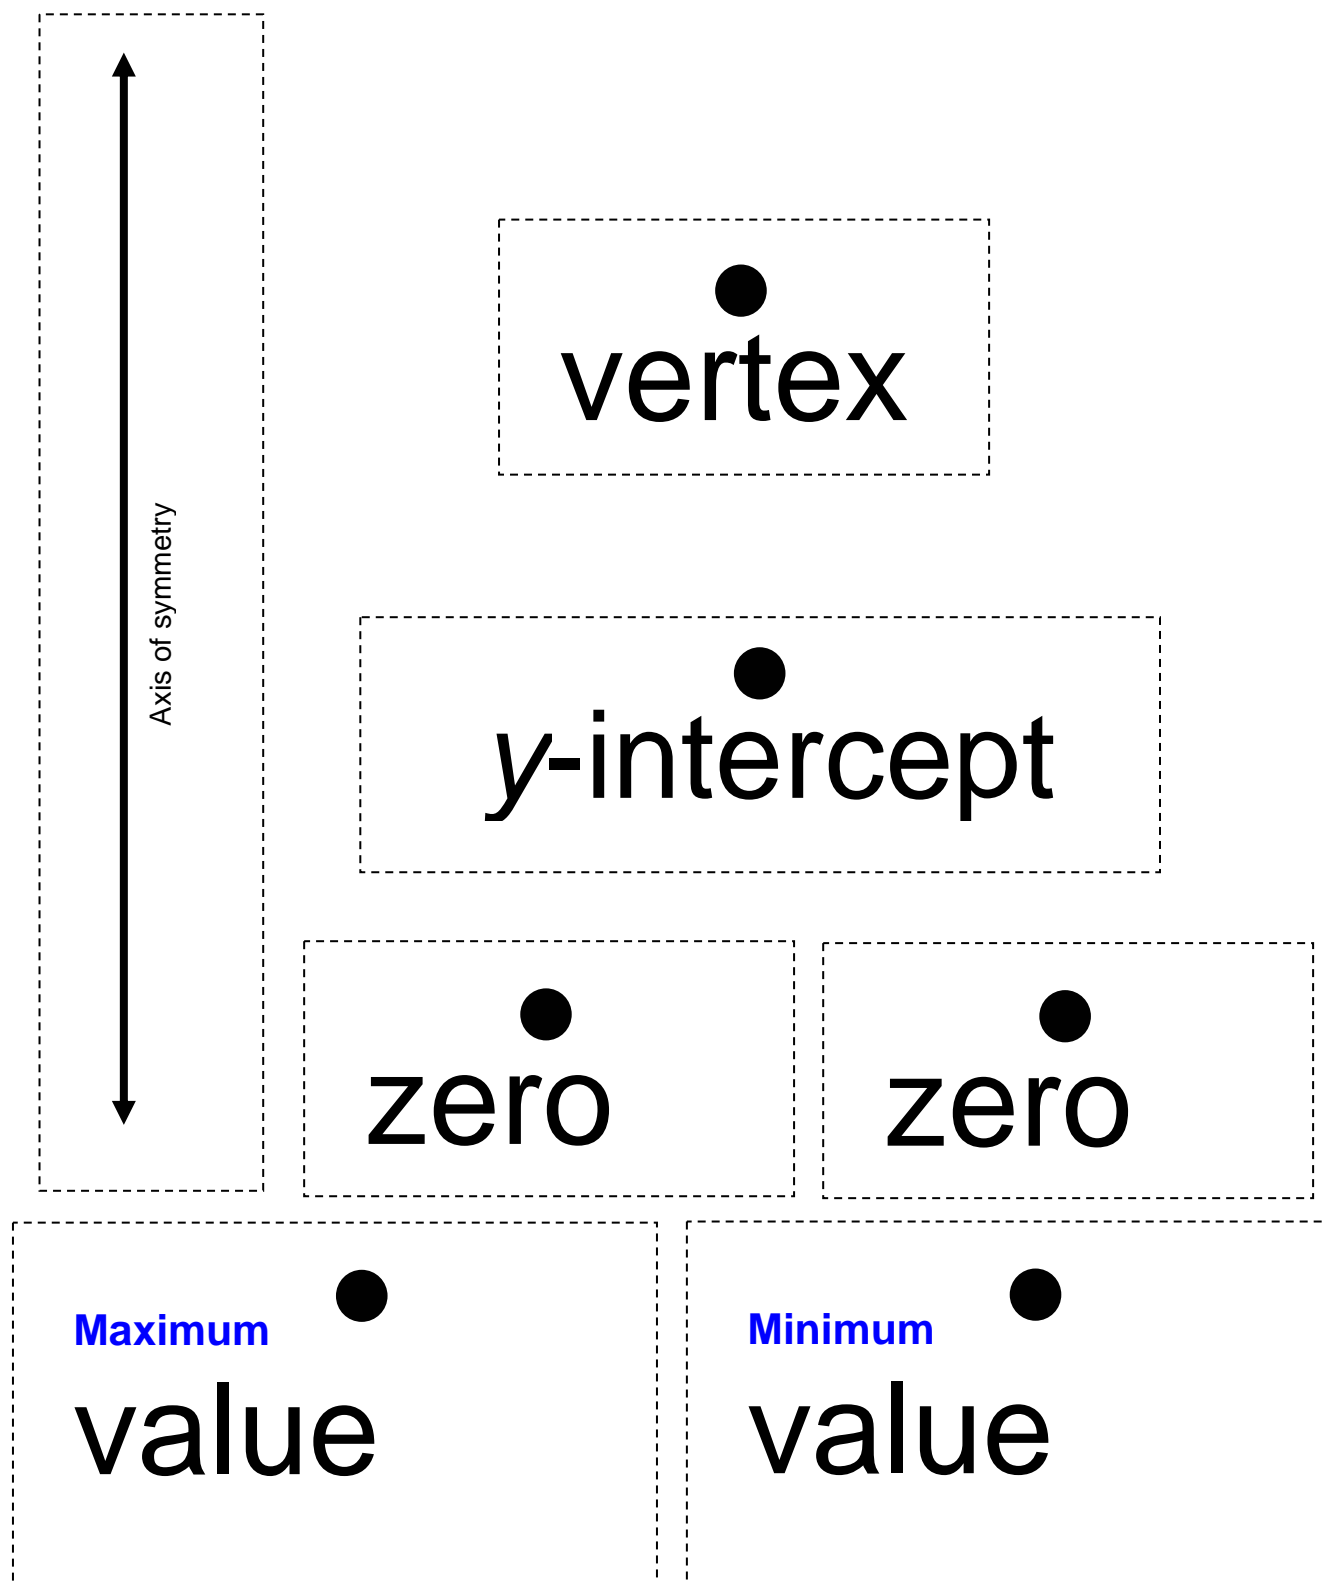 Axis of symmetry
vertex
y-intercept
zero
zero
Maximum
value
Minimum
value